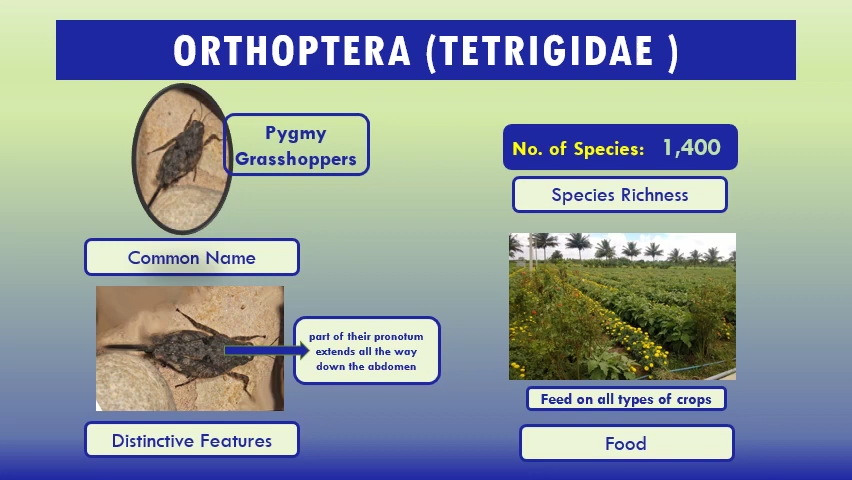 ORTHOPTERA (TETRIGIDAE )
Pygmy
Grasshoppers
Common Name
part of their pronotum
extends all the way
down the abdomen
Distinctive Features
No. of Species: 1,400
Species Richness
Feed on all types of crops
Food